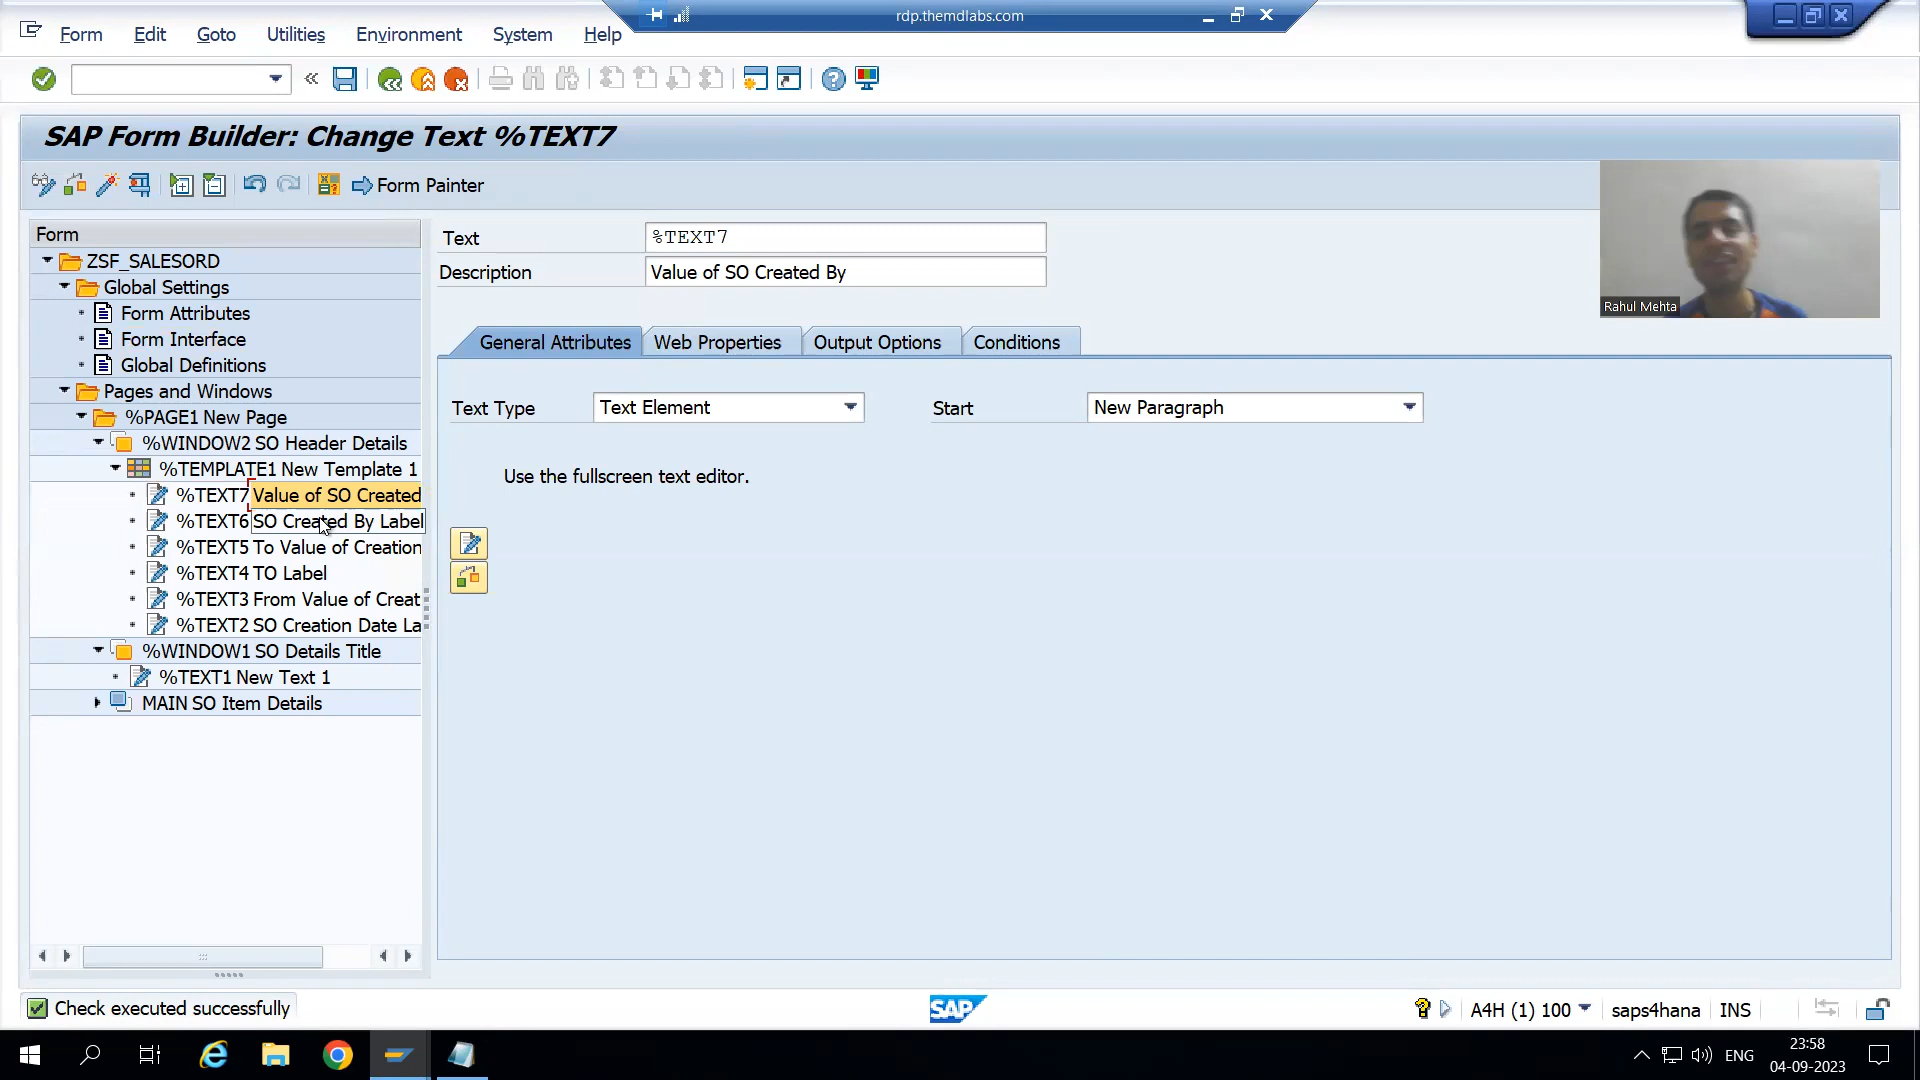 rdp.themdlabs.com
Form Edit Goto Utilities Environment System Help
SAP Form Builder: Change Text %TEXT7
Form Painter
Form
ZSF_SALESORD
Global Settings
Form Attributes
Form Interface
Global Definitions
Pages and Windows
%PAGE1 New Page
%WINDOW2 SO Header Details
%TEMPLATE1 New Template 1
%TEXT7 Value of SO Created
%TEXT6 SO Created By Label
%TEXT5 To Value of Creation
%TEXT4 TO Label
%TEXT3 From Value of Creat
%TEXT2 SO Creation Date La
%WINDOW1 SO Details Title
%TEXT1 New Text 1
MAIN SO Item Details
Text %TEXT7
Description Value of SO Created By
General Attributes Web Properties Output Options Conditions
Text Type Text Element Start New Paragraph
Use the fullscreen text editor.
Rahul Mehta
Check executed successfully
SAP
A4H (1) 100 saps4hana INS
ENG
23:58
04-09-2023